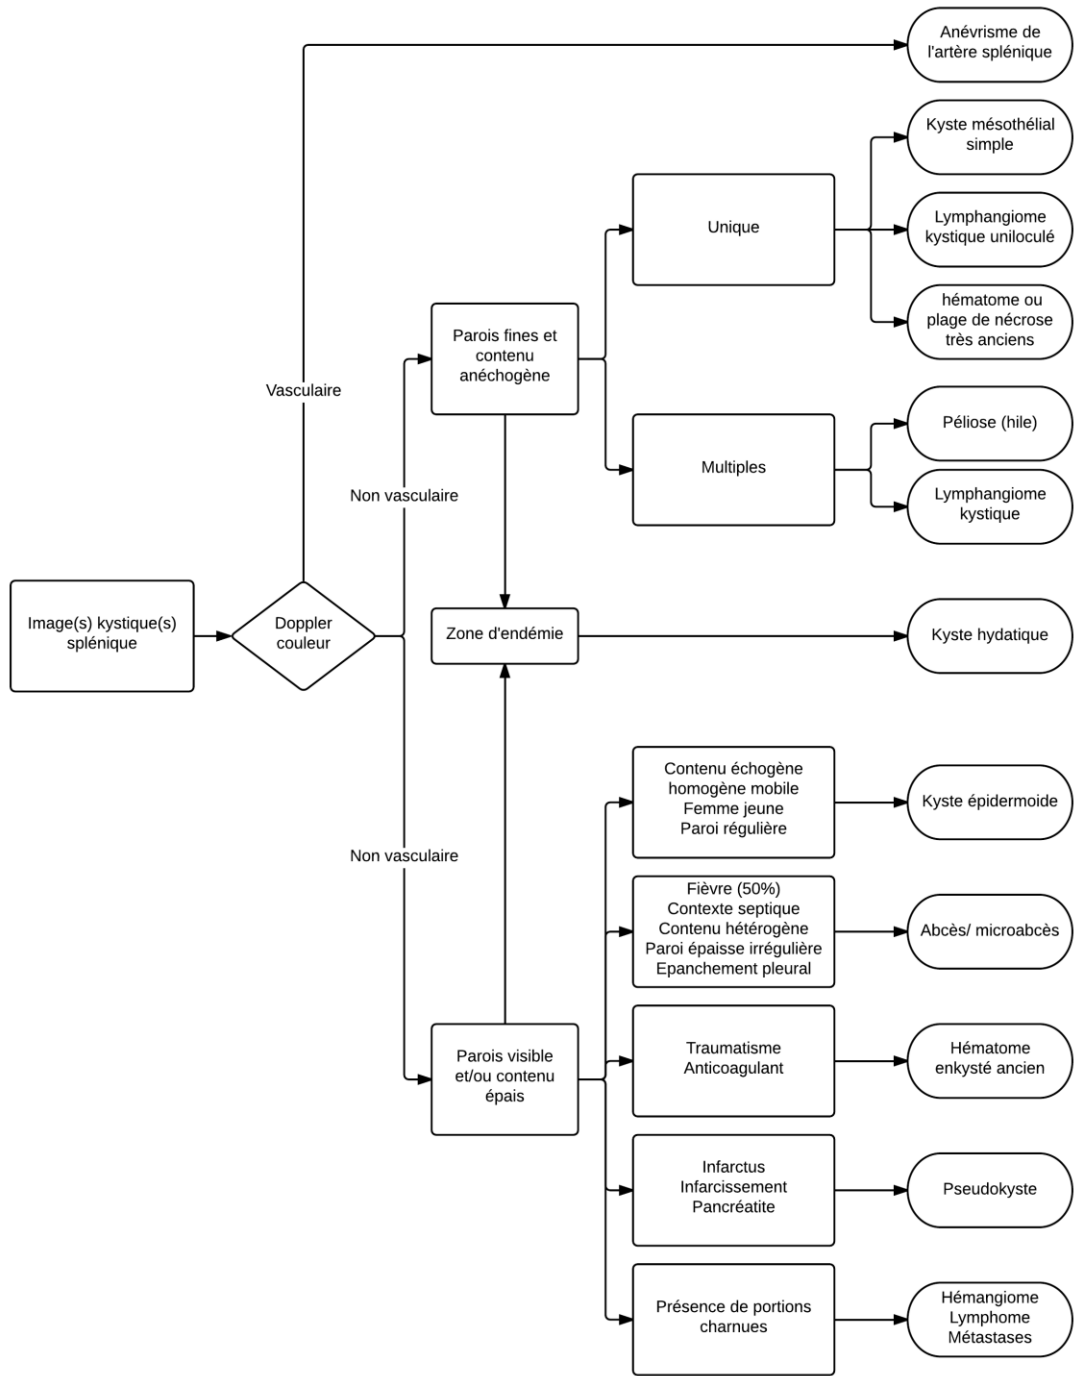 Anévrisme de
l'artère splénique
Kyste mésothélial
simple
Unique
Lymphangiome
kystique uniloculé
hématome ou
plage de nécrose
très anciens
Parois fines et
contenu
anéchogène
Vasculaire
Péliose (hile)
Multiples
Non vasculaire
Lymphangiome
kystique
Image(s) kystique(s)
splénique
Doppler
couleur
Zone d'endémie
Kyste hydatique
Contenu échogène
homogène mobile
Femme jeune
Paroi régulière
Kyste épidermoide
Non vasculaire
Fièvre (50%)
Contexte septique
Contenu hétérogène
Paroi épaisse irrégulière
Epanchement pleural
Abcès/ microabcès
Parois visible
et/ou contenu
épais
Traumatisme
Anticoagulant
Hématome
enkysté ancien
Infarctus
Infarcissement
Pancréatite
Pseudokyste
Présence de portions
charnues
Hémangiome
Lymphome
Métastases